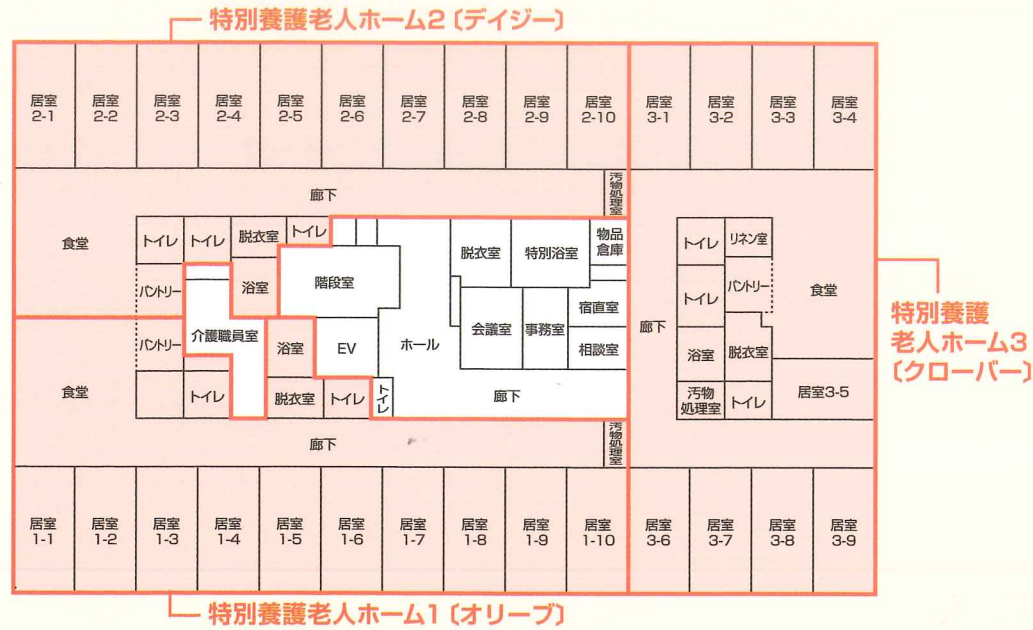 特別養護老人ホーム2〔デイジー〕
居室
2-1
居室
2-2
居室
2-3
居室
2-4
居室
2-5
居室
2-6
居室
2-7
居室
2-8
居室
2-9
居室
2-10
居室
3-1
居室
3-2
居室
3-3
居室
3-4
廊下
汚物処理室
食堂
トイレ
トイレ
脱衣室
トイレ
脱衣室
特別浴室
物品
倉庫
トイレ
リネン室
パントリー
浴室
階段室
宿直室
トイレ
パントリー
食堂
介護職員室
パントリー
浴室
EV
ホール
会議室
事務室
相談室
廊下
浴室
脱衣室
特別養護
老人ホーム3
〔クローバー〕
食堂
トイレ
脱衣室
トイレ
トイレ
廊下
汚物
処理室
トイレ
居室3-5
廊下
汚物処理室
居室
1-1
居室
1-2
居室
1-3
居室
1-4
居室
1-5
居室
1-6
居室
1-7
居室
1-8
居室
1-9
居室
1-10
居室
3-6
居室
3-7
居室
3-8
居室
3-9
特別養護老人ホーム1〔オリーブ〕